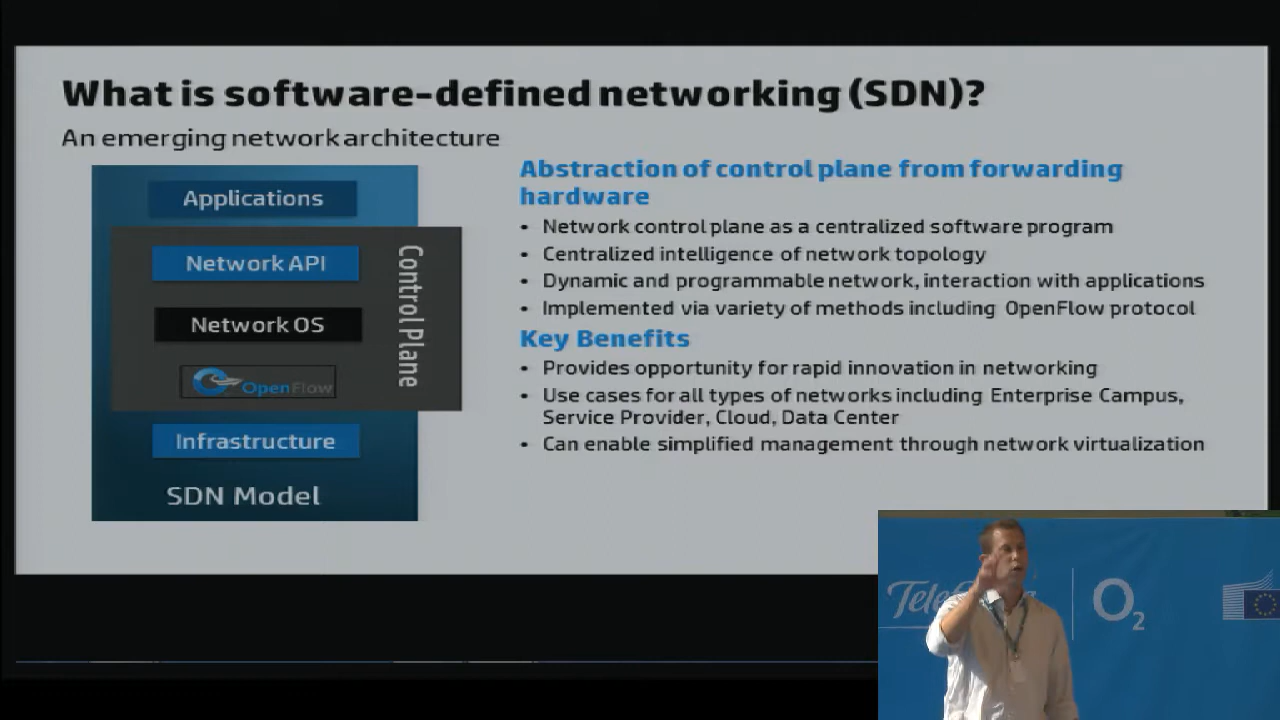 What is software-defined networking (SDN)?
An emerging network architecture
Applications
Network API
Network OS
OpenFlow
Control Plane
Infrastructure
SDN Model
Abstraction of control plane from forwarding
hardware
• Network control plane as a centralized software program
• Centralized intelligence of network topology
• Dynamic and programmable network, interaction with applications
• Implemented via variety of methods including OpenFlow protocol
Key Benefits
• Provides opportunity for rapid innovation in networking
• Use cases for all types of networks including Enterprise Campus,
Service Provider, Cloud, Data Center
• Can enable simplified management through network virtualization
O2